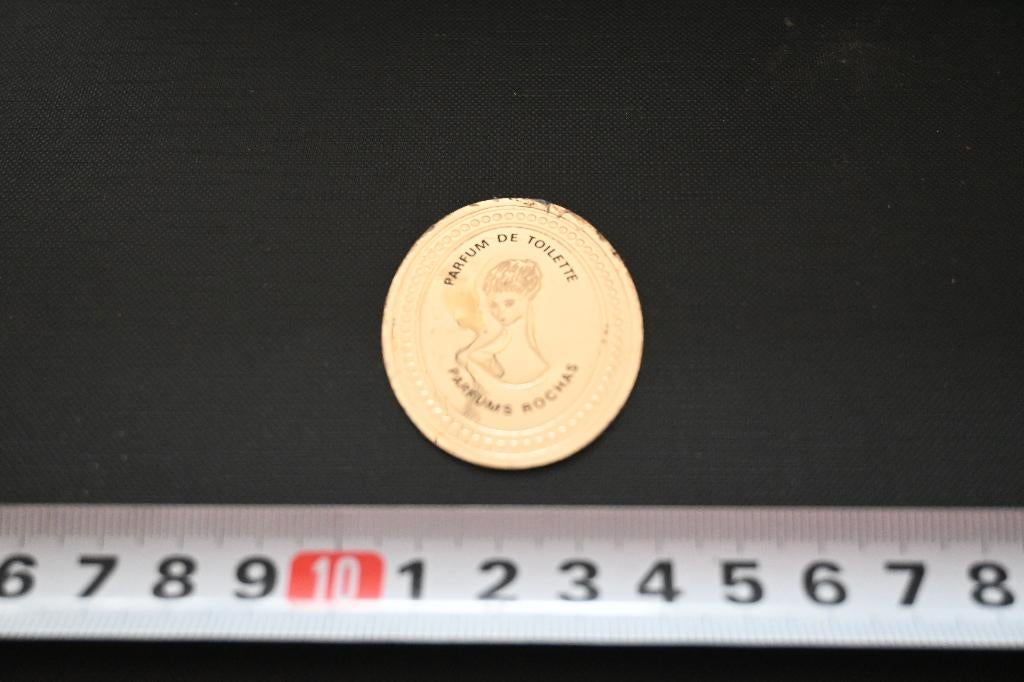 PARFUM DE TOILETTE
PARFUMS ROCHAS
6 7 8 9 10 1 2 3 4 5 6 7 8